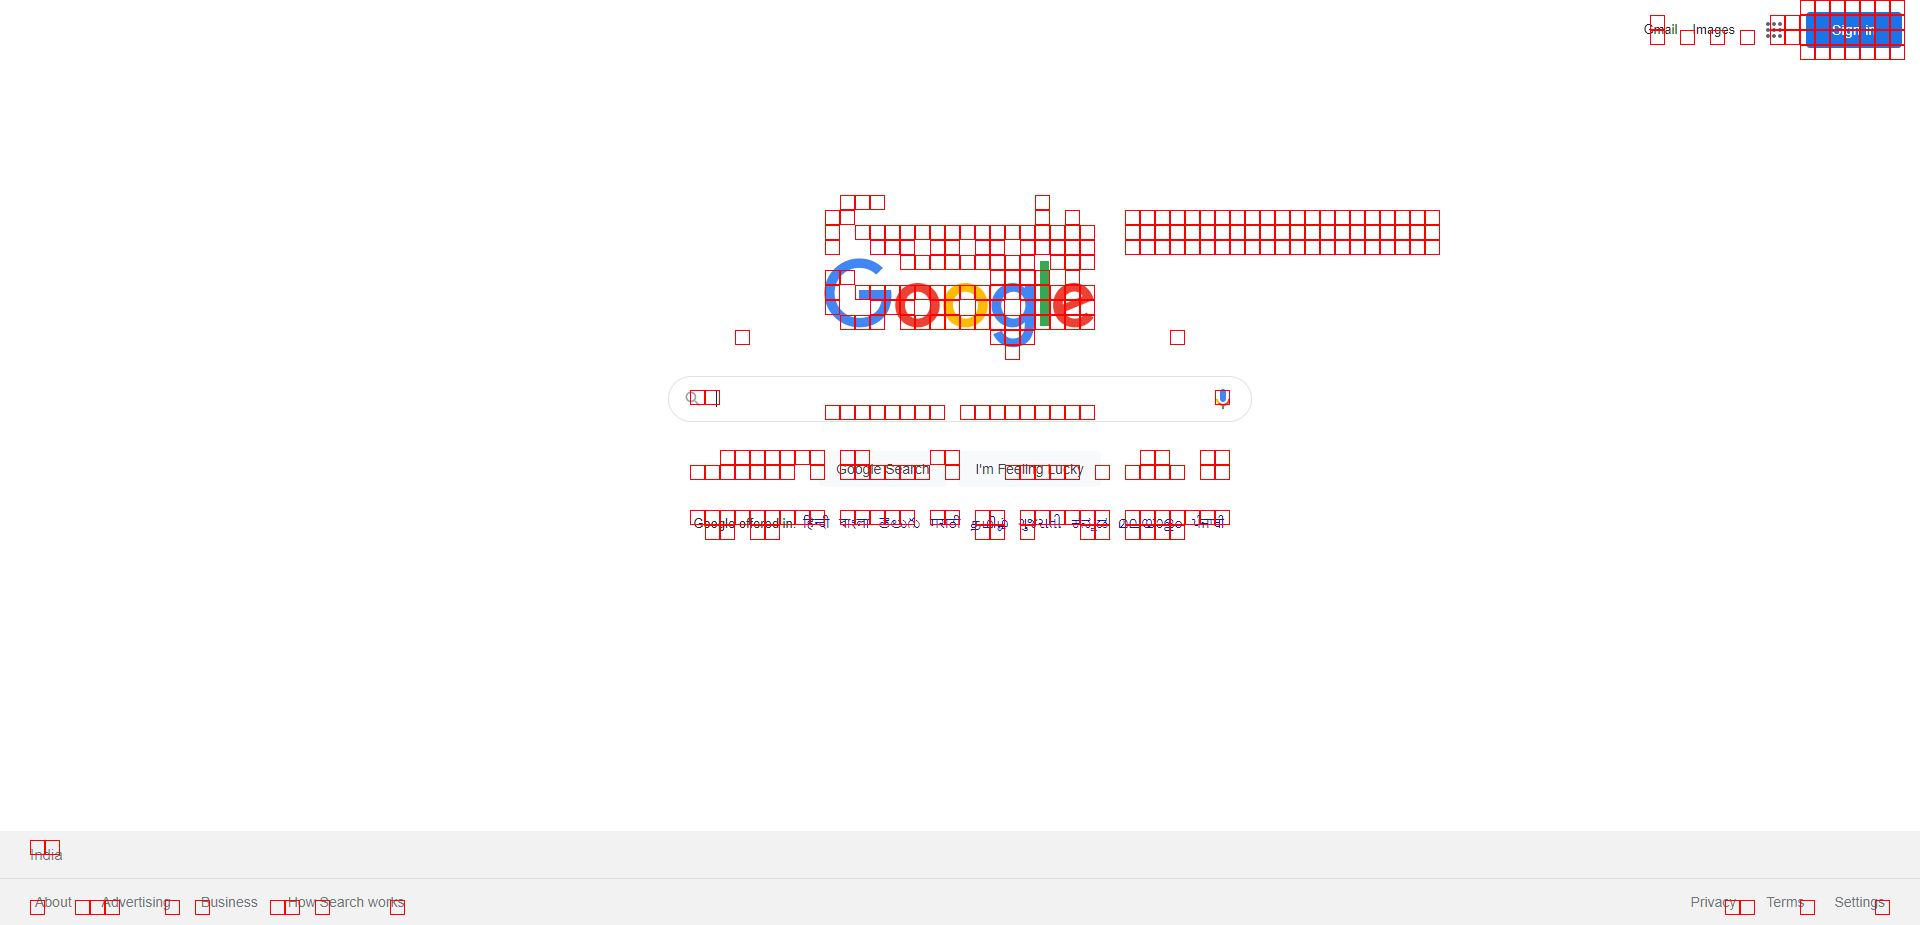 Gmail Images Sign in
Google
Google Search I'm Feeling Lucky
Google offered in: हिन्दी বাংলা తెలుగు मराठी தமிழ் ગુજરાતી ಕನ್ನಡ മലയാളം ਪੰਜਾਬੀ
India
About Advertising Business How Search works Privacy Terms Settings